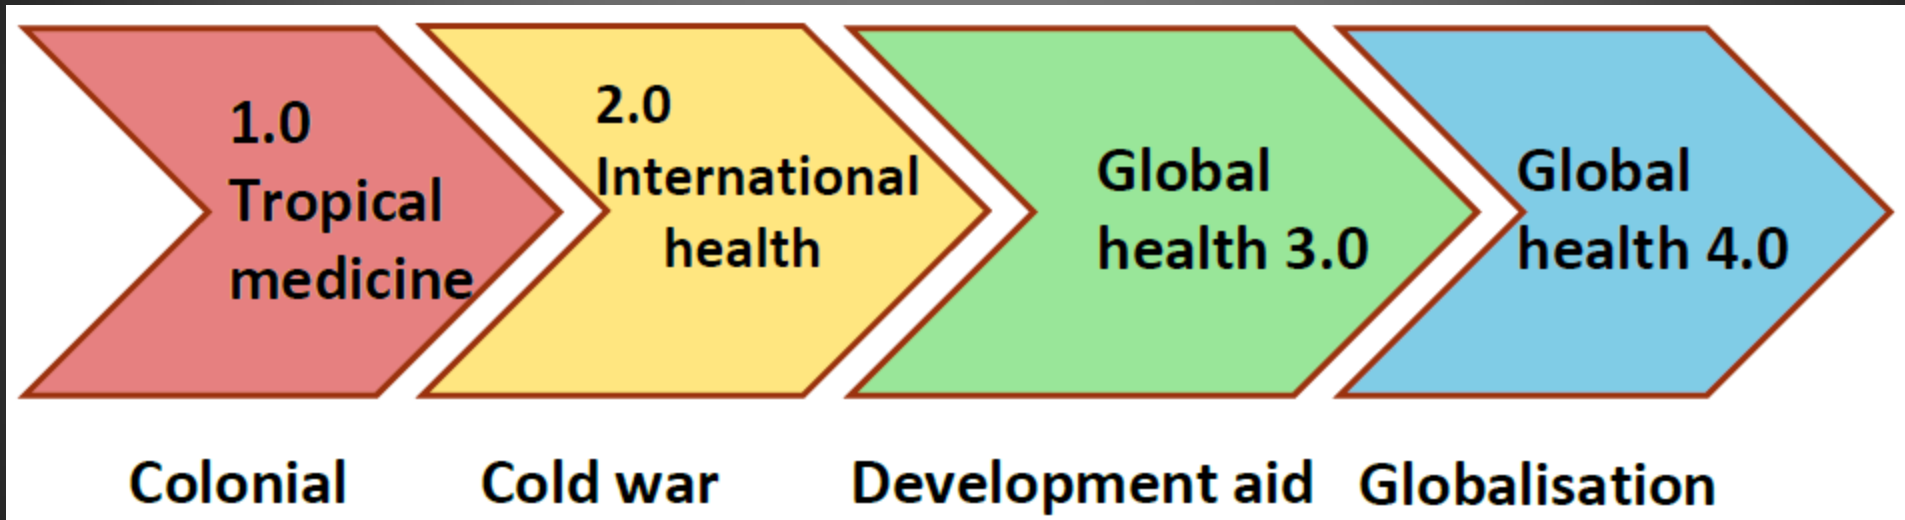 1.0
Tropical
medicine
2.0
International
health
Global
health 3.0
Global
health 4.0
Colonial
Cold war
Development aid
Globalisation